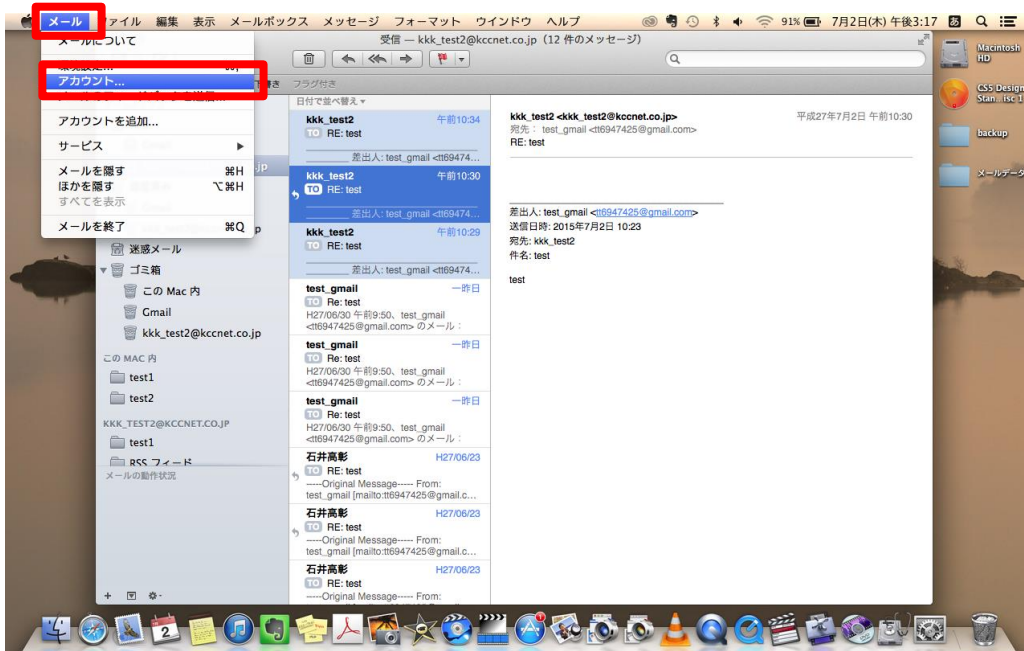 メール ファイル 編集 表示 メールボックス メッセージ フォーマット ウインドウ ヘルプ 91% 7月2日(木) 午後3:17 あ
メールについて
アカウント...
アカウントを追加...
サービス
メールを隠す ⌘H
ほかを隠す ⌥⌘H
すべてを表示
メールを終了 ⌘Q
受信 — kkk_test2@kccnet.co.jp（12 件のメッセージ）
フラグ付き
日付で並べ替え
迷惑メール
ゴミ箱
この Mac 内
Gmail
kkk_test2@kccnet.co.jp
この MAC 内
test1
test2
KKK_TEST2@KCCNET.CO.JP
test1
RSS フィード
メールの動作状況
kkk_test2 午前10:34
TO RE: test
差出人: test_gmail <tt69474...
kkk_test2 午前10:30
TO RE: test
差出人: test_gmail <tt69474...
kkk_test2 午前10:29
TO RE: test
差出人: test_gmail <tt69474...
test_gmail 一昨日
TO Re: test
H27/06/30 午前9:50、test_gmail
<tt6947425@gmail.com> のメール：
test_gmail 一昨日
TO Re: test
H27/06/30 午前9:50、test_gmail
<tt6947425@gmail.com> のメール：
test_gmail 一昨日
TO Re: test
H27/06/30 午前9:50、test_gmail
<tt6947425@gmail.com> のメール：
石井高彰 H27/06/23
TO RE: test
-----Original Message----- From:
test_gmail [mailto:tt6947425@gmail.c...
石井高彰 H27/06/23
TO RE: test
-----Original Message----- From:
test_gmail [mailto:tt6947425@gmail.c...
石井高彰 H27/06/23
TO RE: test
-----Original Message----- From:
kkk_test2 <kkk_test2@kccnet.co.jp> 平成27年7月2日 午前10:30
宛先： test_gmail <tt6947425@gmail.com>
RE: test
差出人: test_gmail <tt6947425@gmail.com>
送信日時: 2015年7月2日 10:23
宛先: kkk_test2
件名: test
test
Macintosh
HD
CS5 Design
Stan...isc 1
backup
メールデータ
2